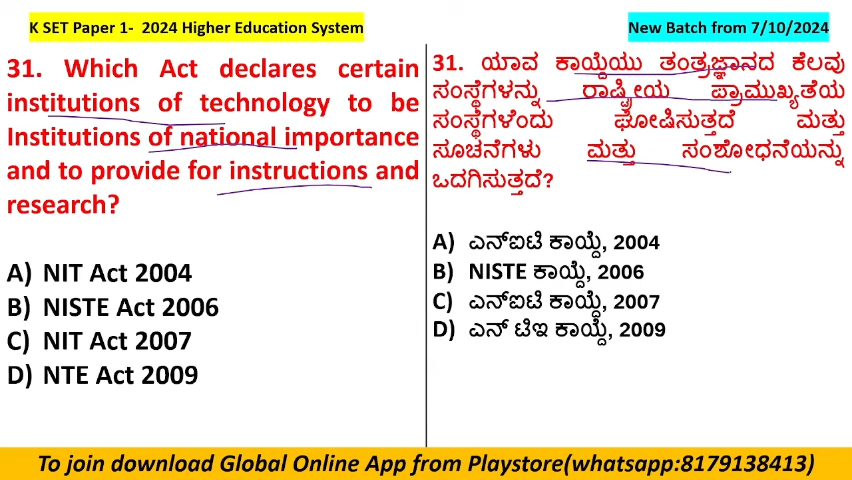 K SET Paper 1- 2024 Higher Education System
New Batch from 7/10/2024
31. Which Act declares certain
institutions of technology to be
Institutions of national importance
and to provide for instructions and
research?
A) NIT Act 2004
B) NISTE Act 2006
C) NIT Act 2007
D) NTE Act 2009
31. ಯಾವ ಕಾಯ್ದೆಯು ತಂತ್ರಜ್ಞಾನದ ಕೆಲವು
ಸಂಸ್ಥೆಗಳನ್ನು ರಾಷ್ಟ್ರೀಯ ಪ್ರಾಮುಖ್ಯತೆಯ
ಸಂಸ್ಥೆಗಳೆಂದು ಘೋಷಿಸುತ್ತದೆ ಮತ್ತು
ಸೂಚನೆಗಳು ಮತ್ತು ಸಂಶೋಧನೆಯನ್ನು
ಒದಗಿಸುತ್ತದೆ?
A) ಎನ್ಐಟಿ ಕಾಯ್ದೆ, 2004
B) NISTE ಕಾಯ್ದೆ, 2006
C) ಎನ್ಐಟಿ ಕಾಯ್ದೆ, 2007
D) ಎನ್ ಟಿಇ ಕಾಯ್ದೆ, 2009
To join download Global Online App from Playstore(whatsapp:8179138413)